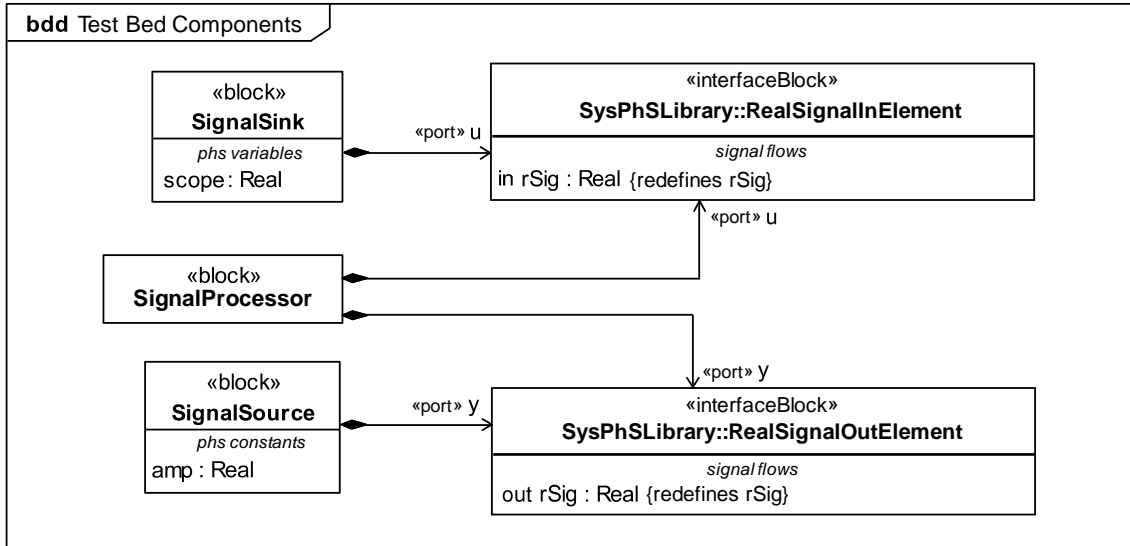 bdd Test Bed Components
«block»
SignalSink
phs variables
scope : Real
«port» u
«interfaceBlock»
SysPhSLibrary::RealSignalInElement
signal flows
in rSig : Real {redefines rSig}
«port» u
«block»
SignalProcessor
«port» y
«block»
SignalSource
phs constants
amp : Real
«port» y
«interfaceBlock»
SysPhSLibrary::RealSignalOutElement
signal flows
out rSig : Real {redefines rSig}